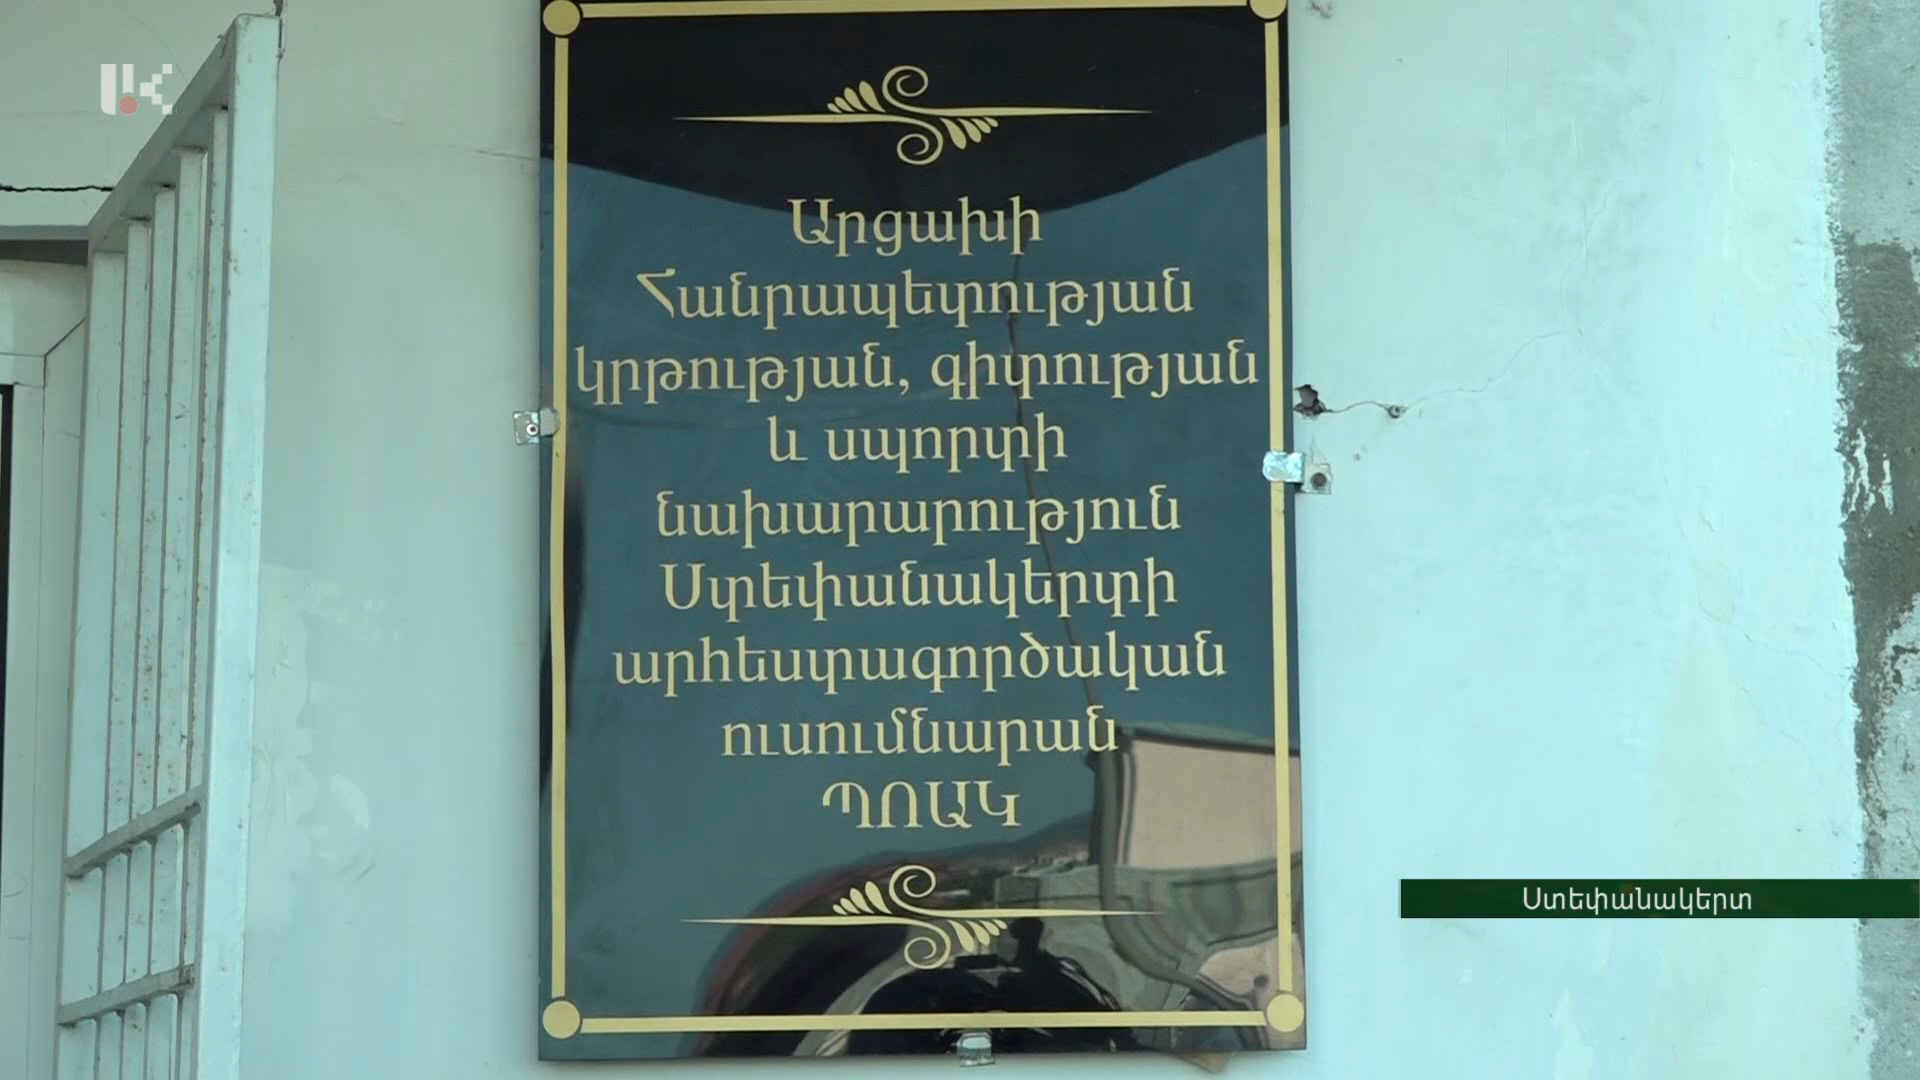 Արցախի
Հանրապետության
կրթության, գիտության
և սպորտի
նախարարություն
Ստեփանակերտի
արհեստագործական
ուսումնարան
ՊՈԱԿ
Ստեփանակերտ